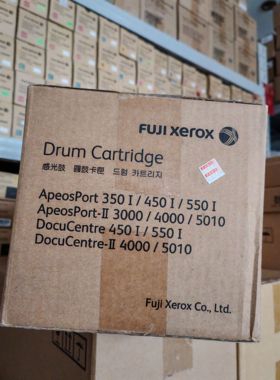 FUJI xerox
Drum Cartridge
感光鼓 磁鼓卡匣 드럼 카트리지
ApeosPort 350 I / 450 I / 550 I
ApeosPort-II 3000 / 4000 / 5010
DocuCentre 450 I / 550 I
DocuCentre-II 4000 / 5010
Fuji Xerox Co., Ltd.